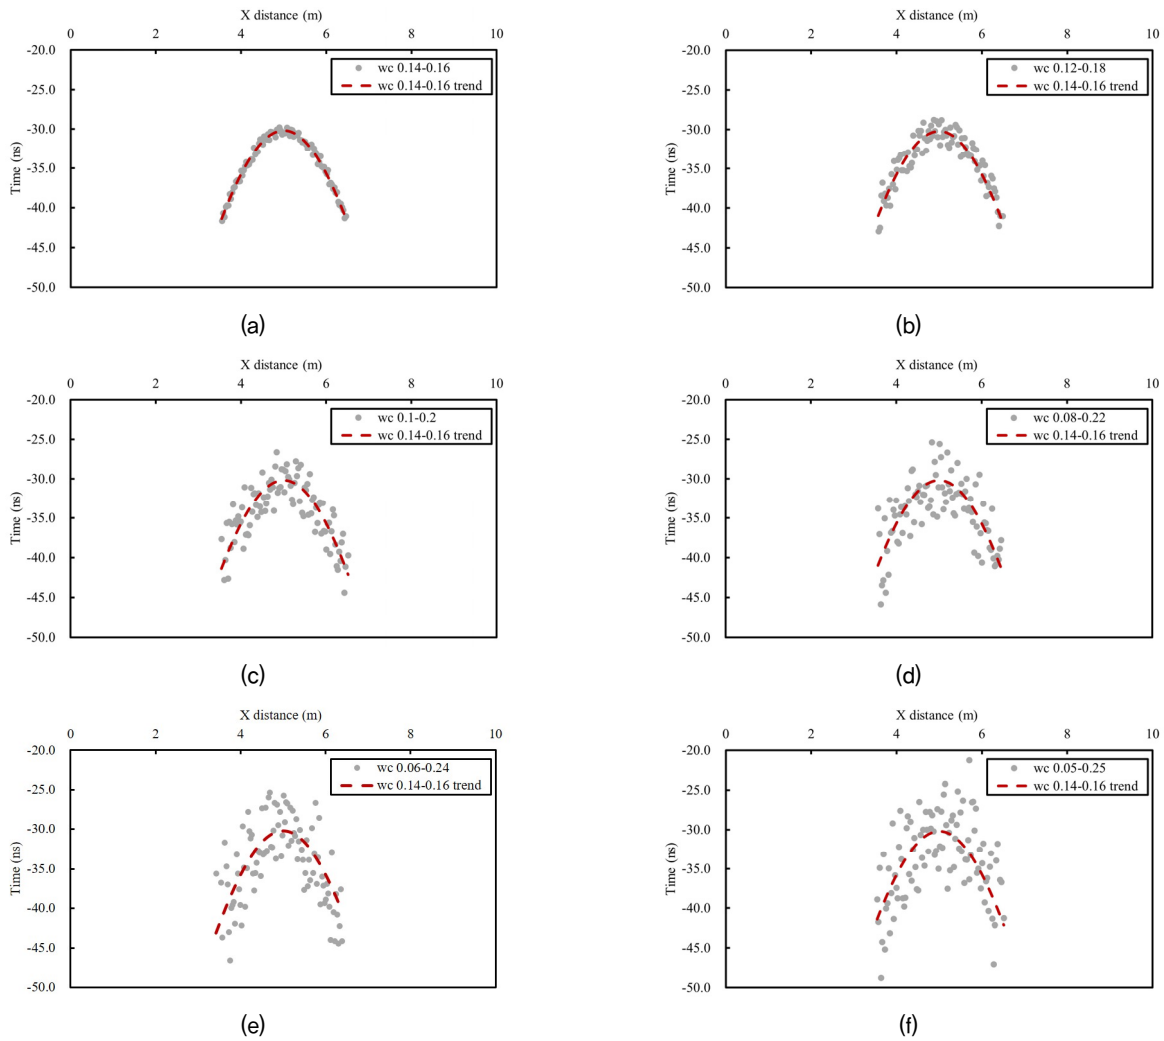 X distance (m)
0 2 4 6 8 10
-20.0
-25.0
-30.0
-35.0
-40.0
-45.0
-50.0
Time (ns)
wc 0.14-0.16
wc 0.14-0.16 trend
(a)
X distance (m)
0 2 4 6 8 10
-20.0
-25.0
-30.0
-35.0
-40.0
-45.0
-50.0
Time (ns)
wc 0.12-0.18
wc 0.14-0.16 trend
(b)
X distance (m)
0 2 4 6 8 10
-20.0
-25.0
-30.0
-35.0
-40.0
-45.0
-50.0
Time (ns)
wc 0.1-0.2
wc 0.14-0.16 trend
(c)
X distance (m)
0 2 4 6 8 10
-20.0
-25.0
-30.0
-35.0
-40.0
-45.0
-50.0
Time (ns)
wc 0.08-0.22
wc 0.14-0.16 trend
(d)
X distance (m)
0 2 4 6 8 10
-20.0
-25.0
-30.0
-35.0
-40.0
-45.0
-50.0
Time (ns)
wc 0.06-0.24
wc 0.14-0.16 trend
(e)
X distance (m)
0 2 4 6 8 10
-20.0
-25.0
-30.0
-35.0
-40.0
-45.0
-50.0
Time (ns)
wc 0.05-0.25
wc 0.14-0.16 trend
(f)